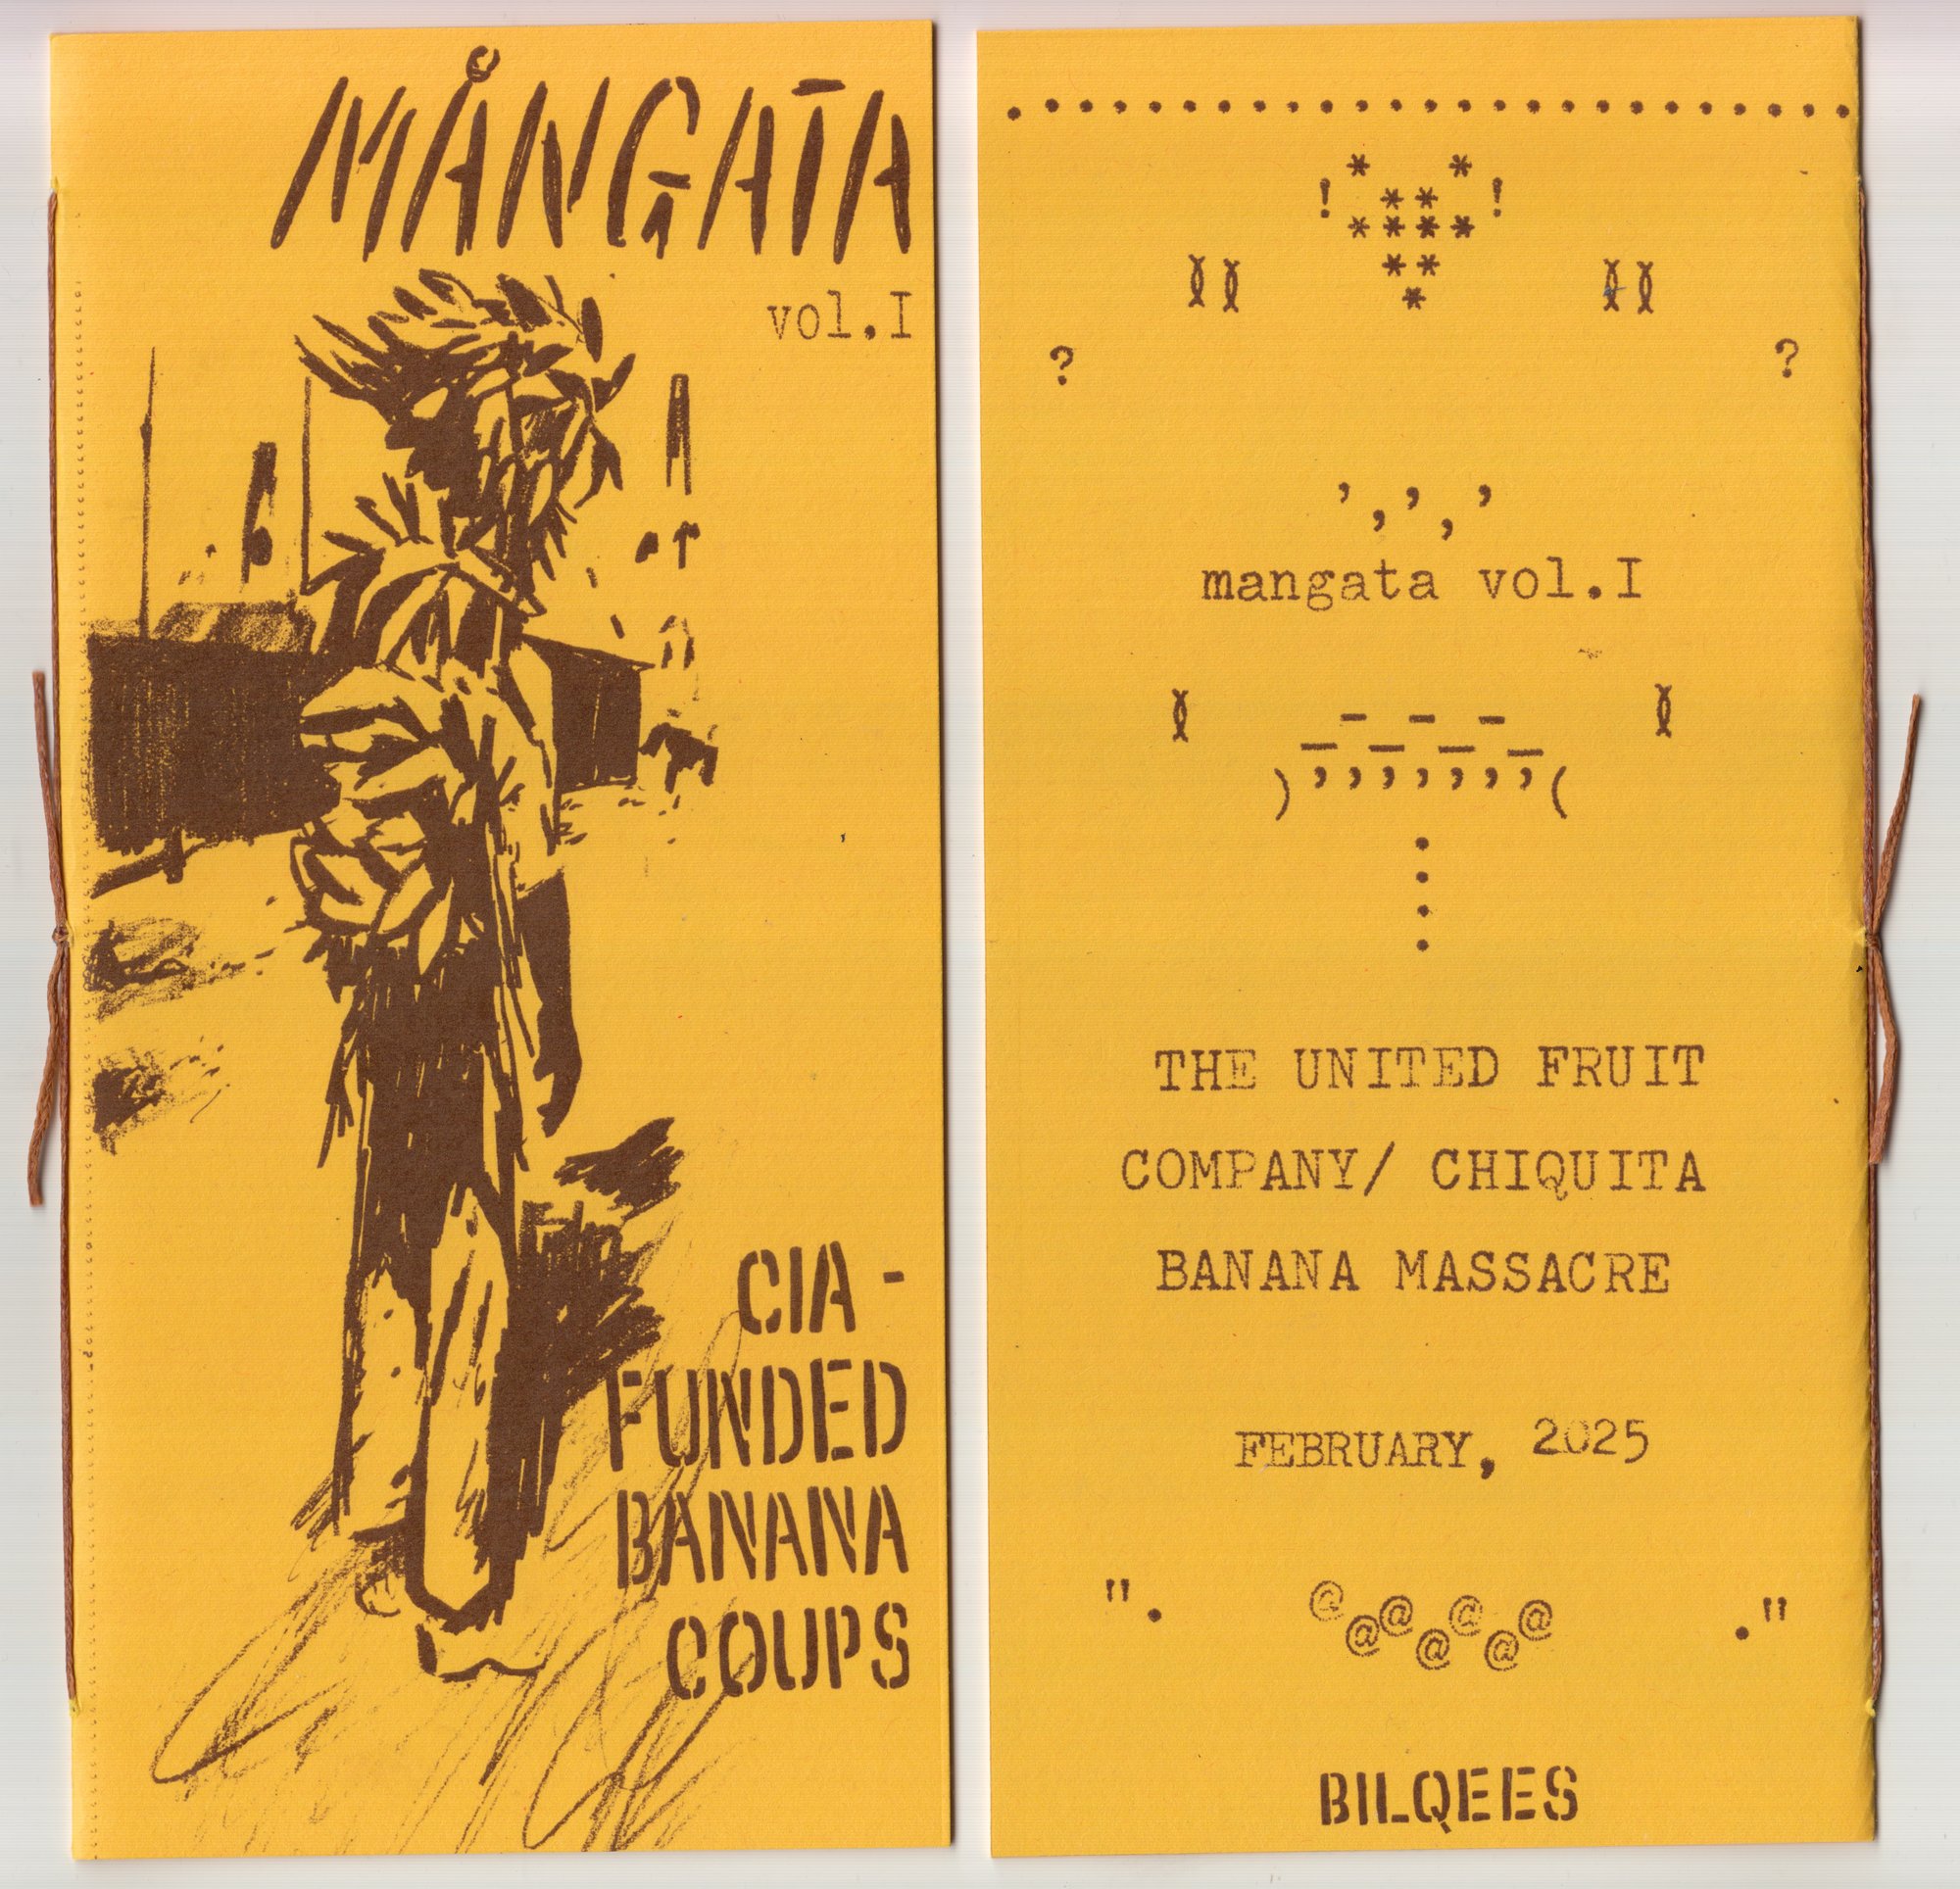 MÅNGATA
vol.I
CIA -
FUNDED
BANANA
COUPS
. . . . . . . . . . . . . . . . . . . . . . . . .
* *
! ** !
****
**
*
? ?
, , , , ,
mangata vol.I
_ _ _
_ _ _ _
),,,,,,,(
.
.
.
.
THE UNITED FRUIT
COMPANY/ CHIQUITA
BANANA MASSACRE
FEBRUARY, 2025
". @@@@@@@ ."
BILQEES